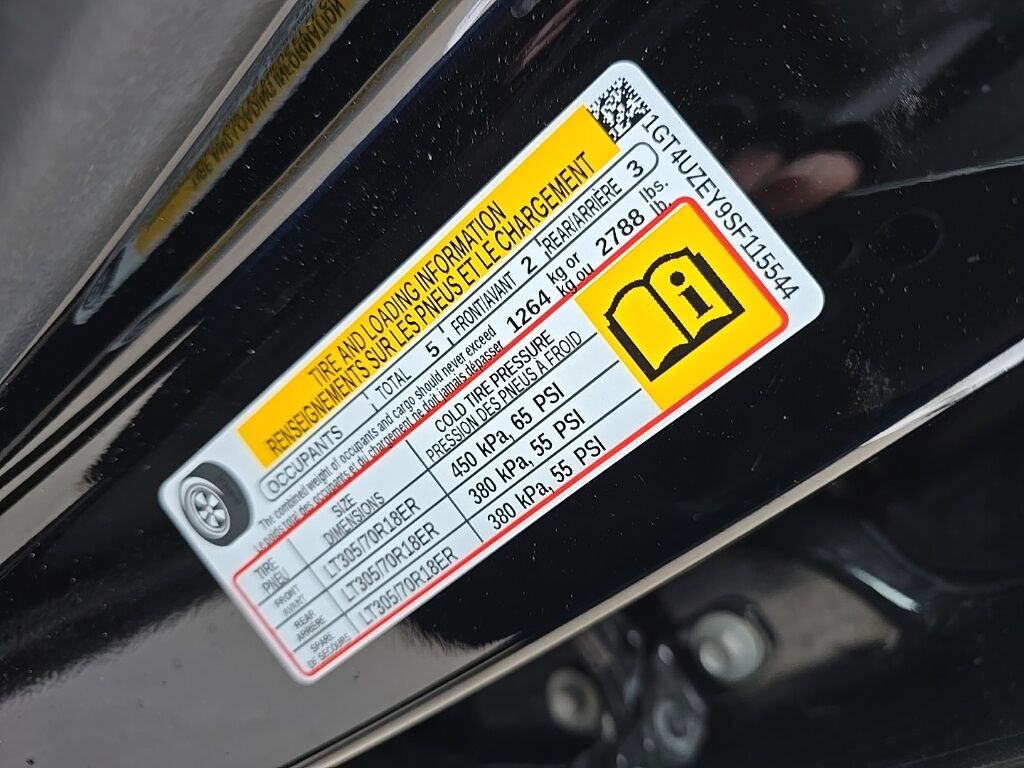 TIRE AND LOADING INFORMATION
RENSEIGNEMENTS SUR LES PNEUS ET LE CHARGEMENT
OCCUPANTS TOTAL 5 FRONT/AVANT 2 REAR/ARRIÈRE 3
The combined weight of occupants and cargo should never exceed 1264 kg or 2788 lbs.
Le poids total des occupants et du chargement ne doit jamais dépasser kg ou lb.
TIRE SIZE COLD TIRE PRESSURE
PNEU DIMENSIONS PRESSION DES PNEUS À FROID
FRONT
AVANT LT305/70R18ER 450 kPa, 65 PSI
REAR
ARRIÈRE LT305/70R18ER 380 kPa, 55 PSI
SPARE
DE SECOURS LT305/70R18ER 380 kPa, 55 PSI
i
1GT4UZEY9SF115544